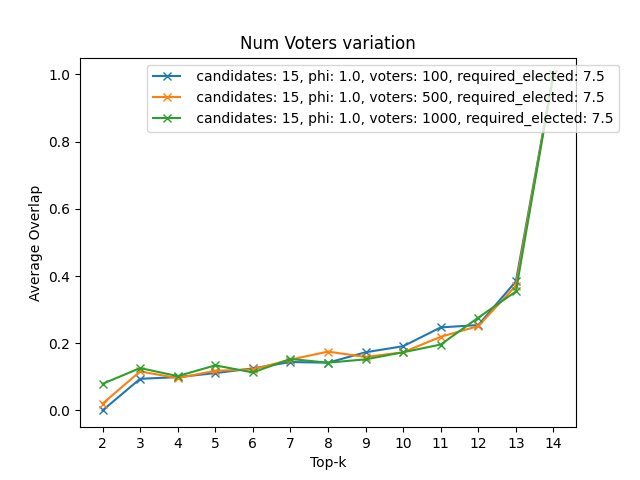 Num Voters variation
candidates: 15, phi: 1.0, voters: 100, required_elected: 7.5
candidates: 15, phi: 1.0, voters: 500, required_elected: 7.5
candidates: 15, phi: 1.0, voters: 1000, required_elected: 7.5
1.0
0.8
0.6
0.4
0.2
0.0
Average Overlap
2 3 4 5 6 7 8 9 10 11 12 13 14
Top-k